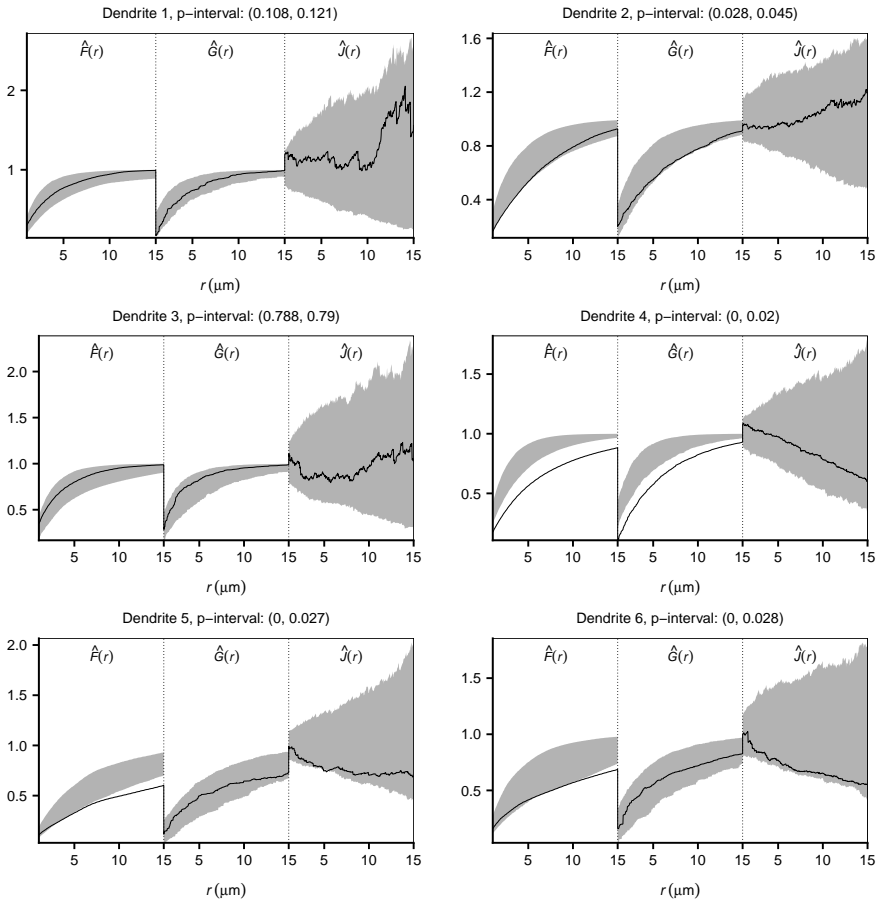 Dendrite 1, p−interval: (0.108, 0.121)
F̂(r) Ĝ(r) Ĵ(r)
2
1
5 10 15 5 10 15 5 10 15
r (μm)
Dendrite 2, p−interval: (0.028, 0.045)
F̂(r) Ĝ(r) Ĵ(r)
1.6
1.2
0.8
0.4
5 10 15 5 10 15 5 10 15
r (μm)
Dendrite 3, p−interval: (0.788, 0.79)
F̂(r) Ĝ(r) Ĵ(r)
2.0
1.5
1.0
0.5
5 10 15 5 10 15 5 10 15
r (μm)
Dendrite 4, p−interval: (0, 0.02)
F̂(r) Ĝ(r) Ĵ(r)
1.5
1.0
0.5
5 10 15 5 10 15 5 10 15
r (μm)
Dendrite 5, p−interval: (0, 0.027)
F̂(r) Ĝ(r) Ĵ(r)
2.0
1.5
1.0
0.5
5 10 15 5 10 15 5 10 15
r (μm)
Dendrite 6, p−interval: (0, 0.028)
F̂(r) Ĝ(r) Ĵ(r)
1.5
1.0
0.5
5 10 15 5 10 15 5 10 15
r (μm)